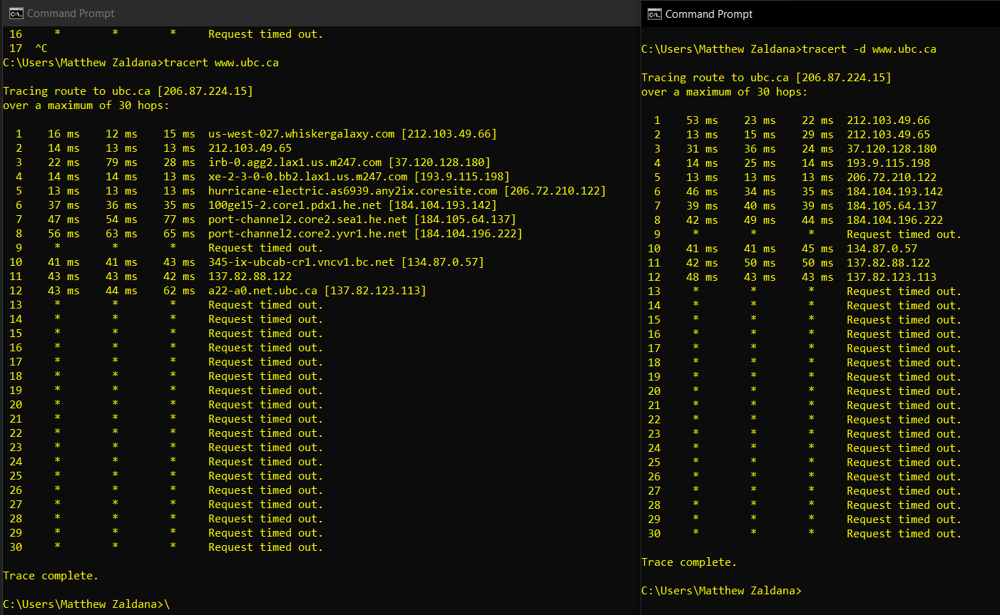 Command Prompt
16 * * * Request timed out.
17 ^C
C:\Users\Matthew Zaldana>tracert www.ubc.ca
Tracing route to ubc.ca [206.87.224.15]
over a maximum of 30 hops:
1 16 ms 12 ms 15 ms us-west-027.whiskergalaxy.com [212.103.49.66]
2 14 ms 13 ms 13 ms 212.103.49.65
3 22 ms 79 ms 28 ms irb-0.agg2.lax1.us.m247.com [37.120.128.180]
4 14 ms 14 ms 13 ms xe-2-3-0-0.bb2.lax1.us.m247.com [193.9.115.198]
5 13 ms 13 ms 13 ms hurricane-electric.as6939.any2ix.coresite.com [206.72.210.122]
6 37 ms 36 ms 35 ms 100ge15-2.core1.pdx1.he.net [184.104.193.142]
7 47 ms 54 ms 77 ms port-channel2.core2.sea1.he.net [184.105.64.137]
8 56 ms 63 ms 65 ms port-channel2.core2.yvr1.he.net [184.104.196.222]
9 * * * Request timed out.
10 41 ms 41 ms 43 ms 345-ix-ubcab-cr1.vncv1.bc.net [134.87.0.57]
11 43 ms 43 ms 42 ms 137.82.88.122
12 43 ms 44 ms 62 ms a22-a0.net.ubc.ca [137.82.123.113]
13 * * * Request timed out.
14 * * * Request timed out.
15 * * * Request timed out.
16 * * * Request timed out.
17 * * * Request timed out.
18 * * * Request timed out.
19 * * * Request timed out.
20 * * * Request timed out.
21 * * * Request timed out.
22 * * * Request timed out.
23 * * * Request timed out.
24 * * * Request timed out.
25 * * * Request timed out.
26 * * * Request timed out.
27 * * * Request timed out.
28 * * * Request timed out.
29 * * * Request timed out.
30 * * * Request timed out.
Trace complete.
C:\Users\Matthew Zaldana>\
Command Prompt
C:\Users\Matthew Zaldana>tracert -d www.ubc.ca
Tracing route to ubc.ca [206.87.224.15]
over a maximum of 30 hops:
1 53 ms 23 ms 22 ms 212.103.49.66
2 13 ms 15 ms 29 ms 212.103.49.65
3 31 ms 36 ms 24 ms 37.120.128.180
4 14 ms 25 ms 14 ms 193.9.115.198
5 13 ms 13 ms 13 ms 206.72.210.122
6 46 ms 34 ms 35 ms 184.104.193.142
7 39 ms 40 ms 39 ms 184.105.64.137
8 42 ms 49 ms 44 ms 184.104.196.222
9 * * * Request timed out.
10 41 ms 41 ms 45 ms 134.87.0.57
11 42 ms 50 ms 50 ms 137.82.88.122
12 48 ms 43 ms 43 ms 137.82.123.113
13 * * * Request timed out.
14 * * * Request timed out.
15 * * * Request timed out.
16 * * * Request timed out.
17 * * * Request timed out.
18 * * * Request timed out.
19 * * * Request timed out.
20 * * * Request timed out.
21 * * * Request timed out.
22 * * * Request timed out.
23 * * * Request timed out.
24 * * * Request timed out.
25 * * * Request timed out.
26 * * * Request timed out.
27 * * * Request timed out.
28 * * * Request timed out.
29 * * * Request timed out.
30 * * * Request timed out.
Trace complete.
C:\Users\Matthew Zaldana>